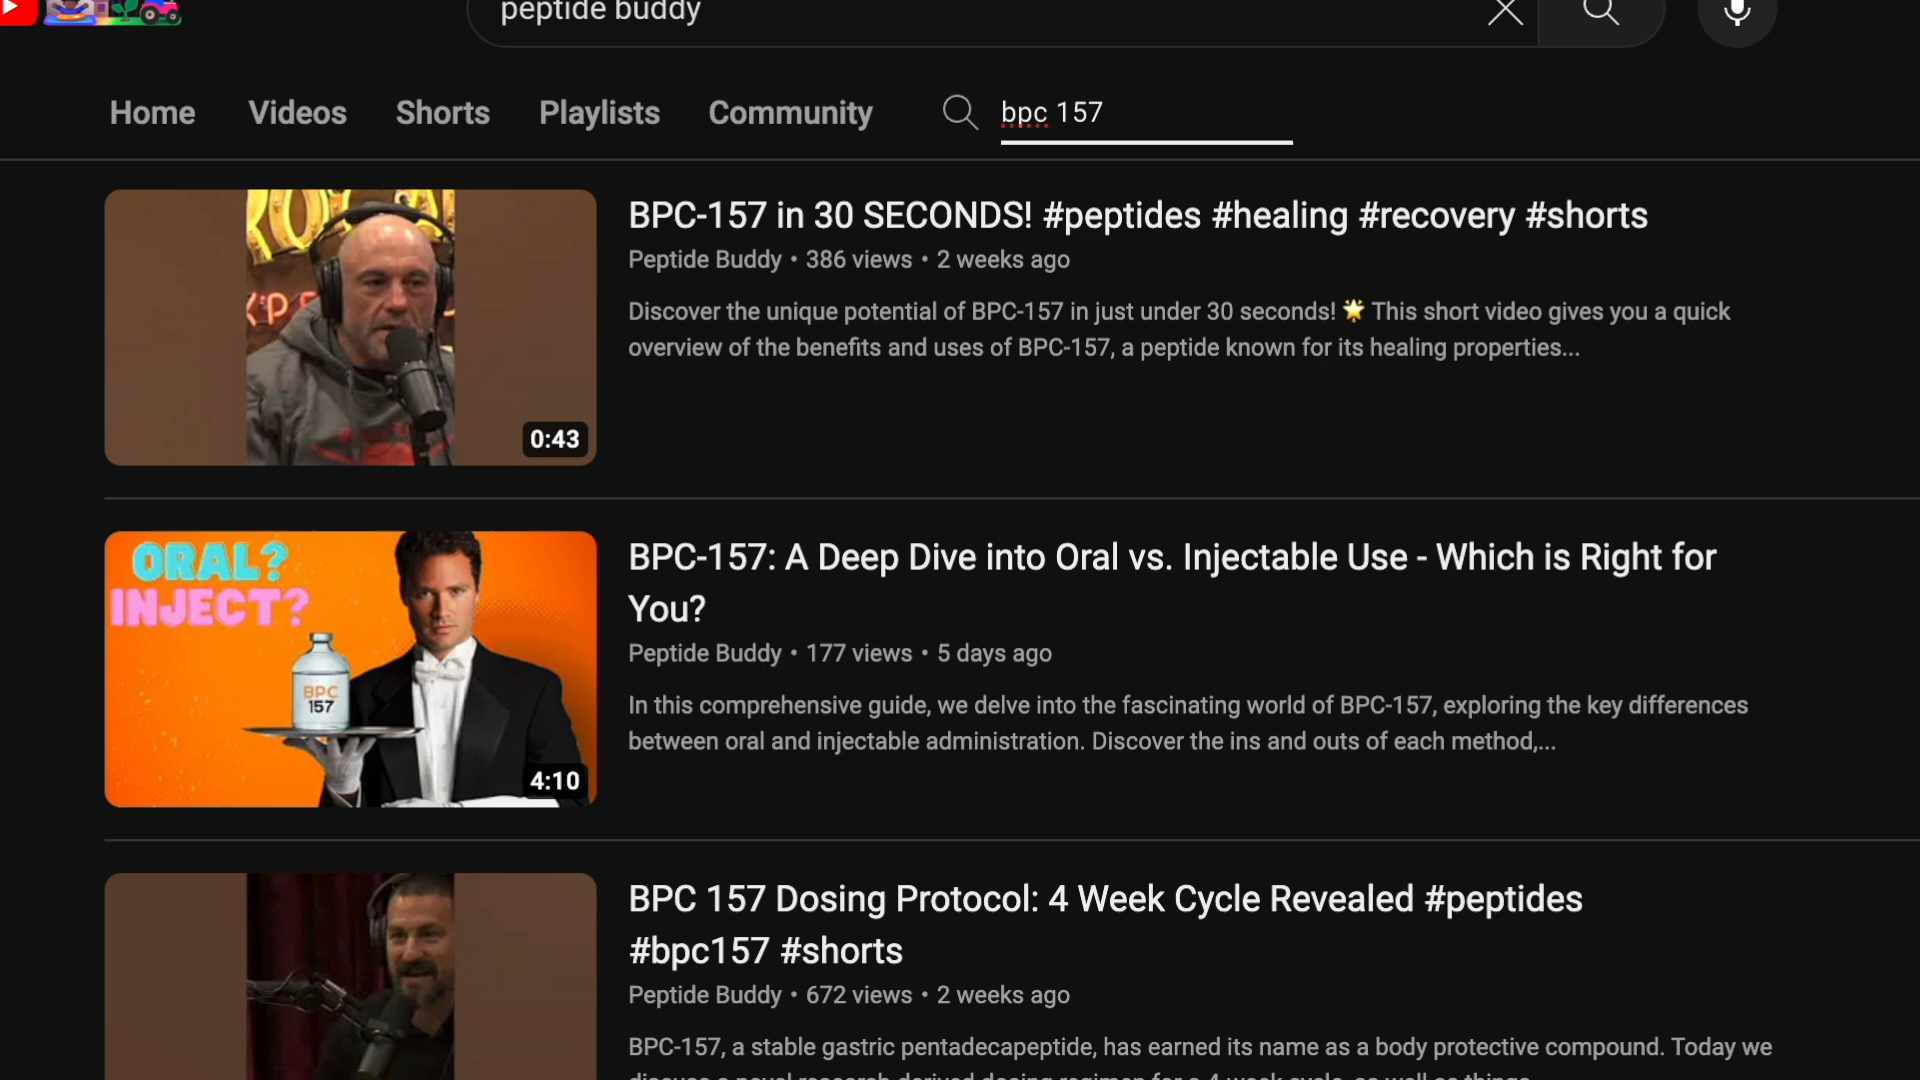 peptide buddy
Home Videos Shorts Playlists Community bpc 157
BPC-157 in 30 SECONDS! #peptides #healing #recovery #shorts
Peptide Buddy • 386 views • 2 weeks ago
Discover the unique potential of BPC-157 in just under 30 seconds! 🌟 This short video gives you a quick
overview of the benefits and uses of BPC-157, a peptide known for its healing properties...
0:43
ORAL?
INJECT?
BPC
157
4:10
BPC-157: A Deep Dive into Oral vs. Injectable Use - Which is Right for
You?
Peptide Buddy • 177 views • 5 days ago
In this comprehensive guide, we delve into the fascinating world of BPC-157, exploring the key differences
between oral and injectable administration. Discover the ins and outs of each method,...
BPC 157 Dosing Protocol: 4 Week Cycle Revealed #peptides
#bpc157 #shorts
Peptide Buddy • 672 views • 2 weeks ago
BPC-157, a stable gastric pentadecapeptide, has earned its name as a body protective compound. Today we